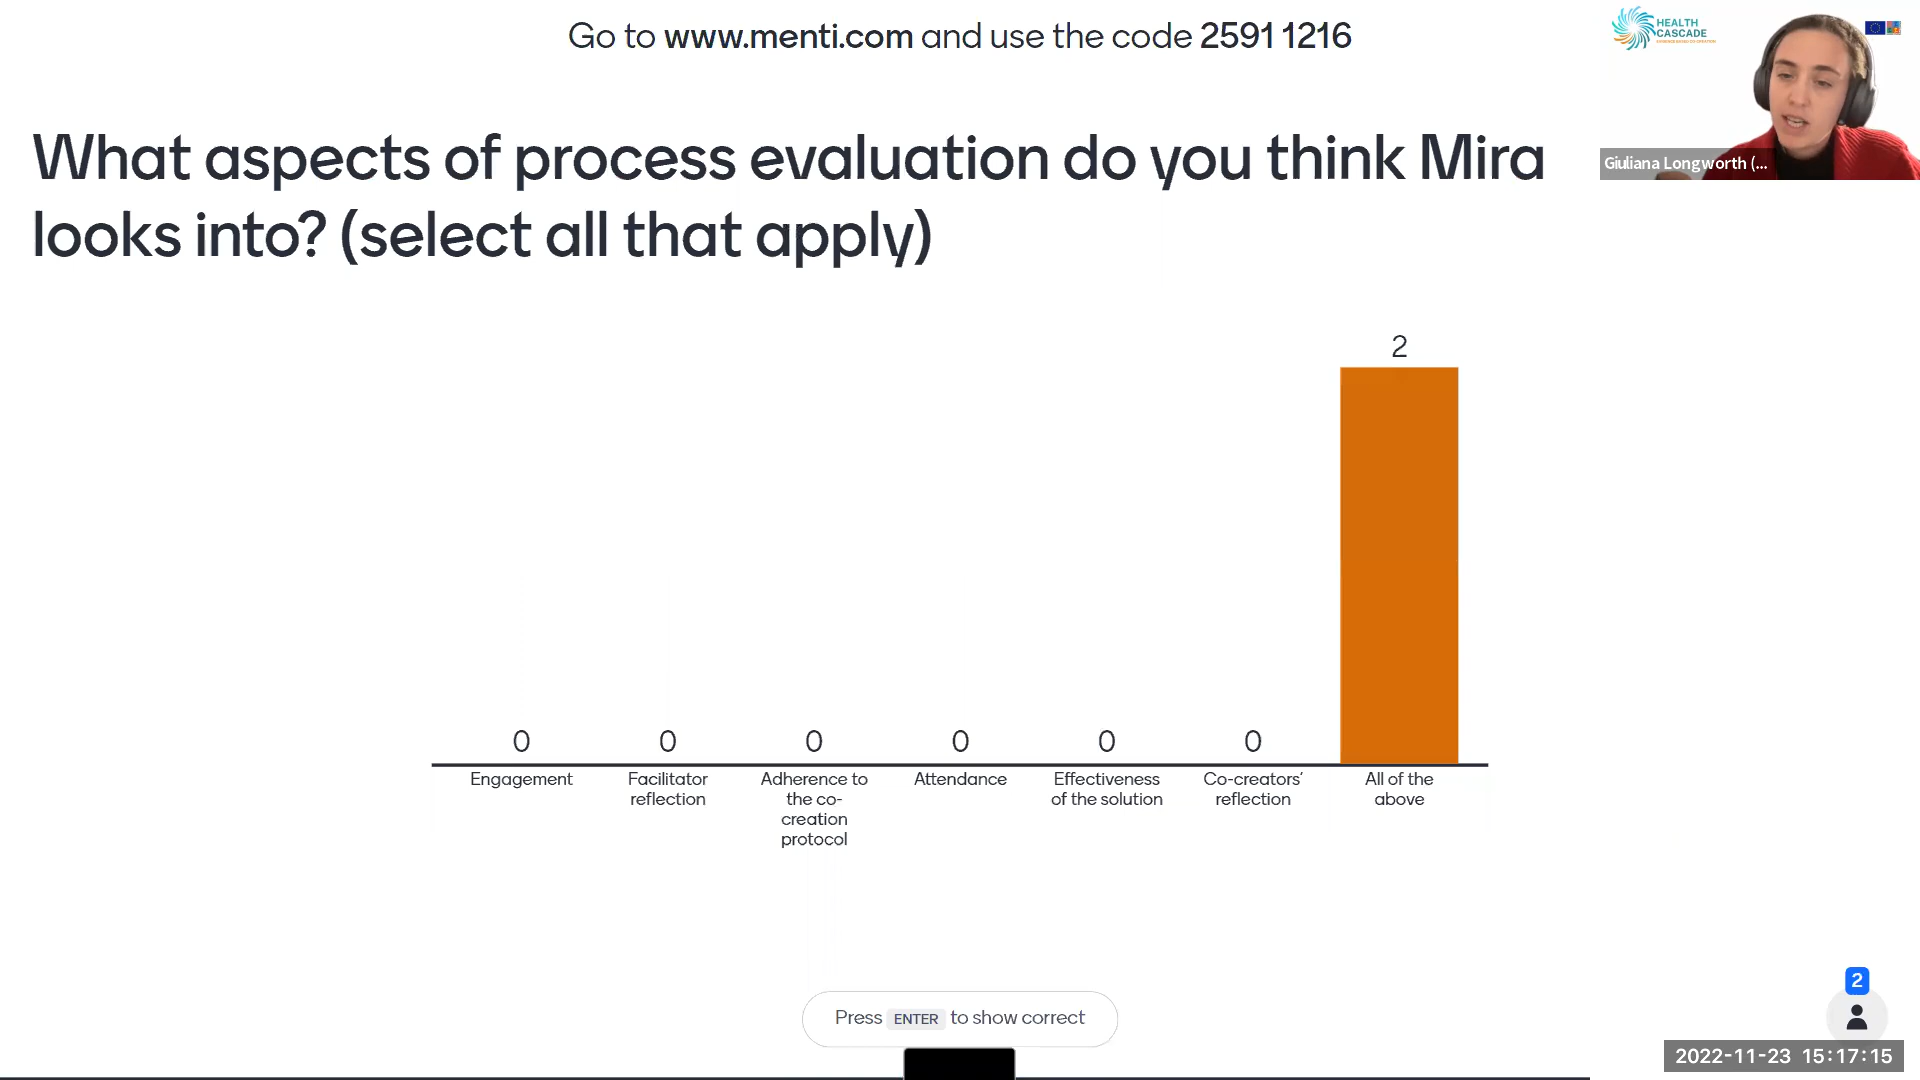 Go to www.menti.com and use the code 2591 1216
HEALTH
CASCADE
Giuliana Longworth (...
What aspects of process evaluation do you think Mira
looks into? (select all that apply)
2
0
0
0
0
0
0
Engagement
Facilitator
reflection
Adherence to
the co-
creation
protocol
Attendance
Effectiveness
of the solution
Co-creators'
reflection
All of the
above
Press ENTER to show correct
2
2022-11-23 15:17:15